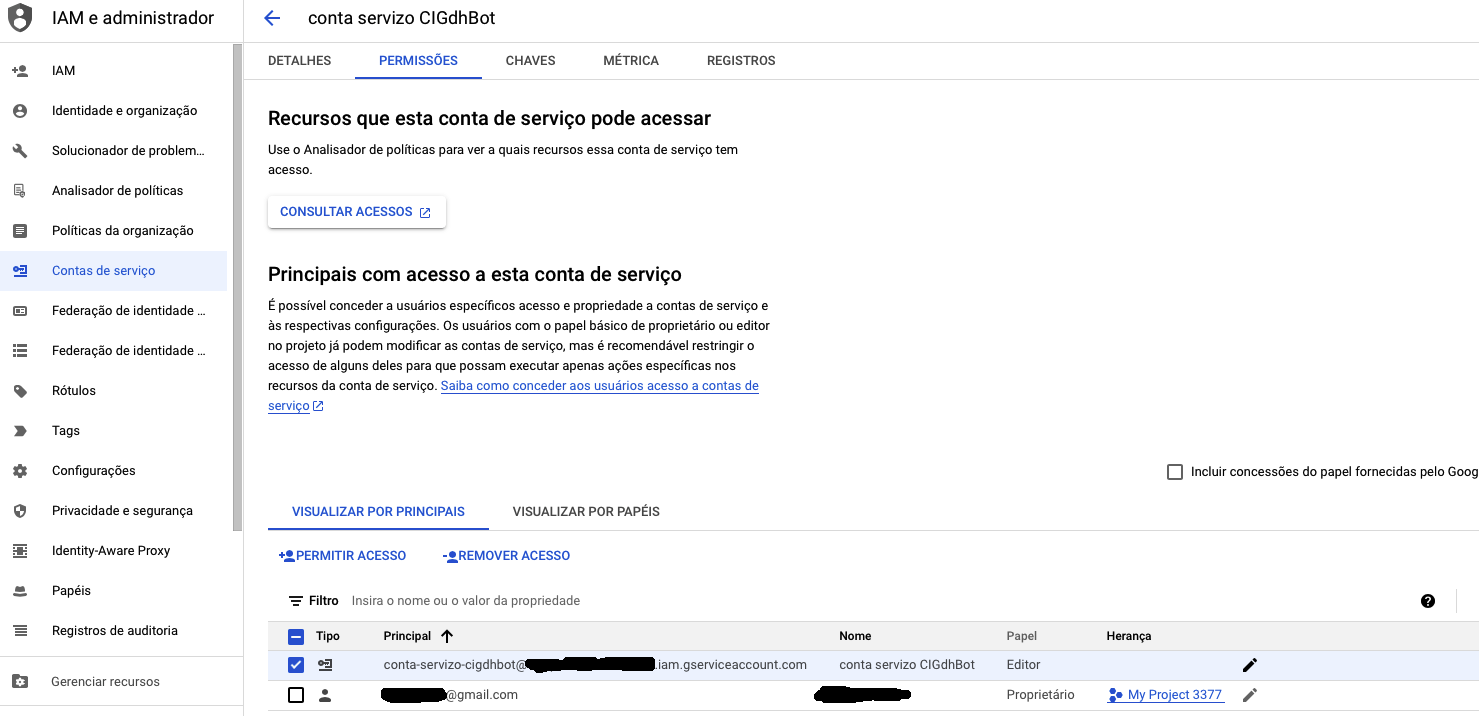 IAM e administrador
conta servizo CIGdhBot
DETALHES PERMISSÕES CHAVES MÉTRICA REGISTROS
IAM
Identidade e organização
Solucionador de problem...
Analisador de políticas
Políticas da organização
Contas de serviço
Federação de identidade ...
Federação de identidade ...
Rótulos
Tags
Configurações
Privacidade e segurança
Identity-Aware Proxy
Papéis
Registros de auditoria
Gerenciar recursos
Recursos que esta conta de serviço pode acessar
Use o Analisador de políticas para ver a quais recursos essa conta de serviço tem
acesso.
CONSULTAR ACESSOS
Principais com acesso a esta conta de serviço
É possível conceder a usuários específicos acesso e propriedade a contas de serviço e
às respectivas configurações. Os usuários com o papel básico de proprietário ou editor
no projeto já podem modificar as contas de serviço, mas é recomendável restringir o
acesso de alguns deles para que possam executar apenas ações específicas nos
recursos da conta de serviço. Saiba como conceder aos usuários acesso a contas de
serviço
Incluir concessões do papel fornecidas pelo Goog
VISUALIZAR POR PRINCIPAIS VISUALIZAR POR PAPÉIS
PERMITIR ACESSO REMOVER ACESSO
Filtro Insira o nome ou o valor da propriedade
Tipo Principal Nome Papel Herança
conta-servizo-cigdhbot@ .iam.gserviceaccount.com conta servizo CIGdhBot Editor
@gmail.com Proprietário My Project 3377